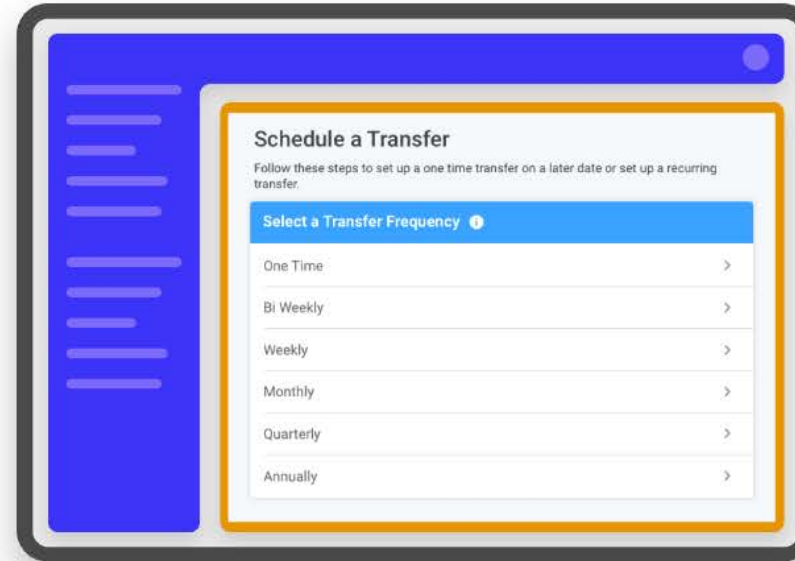 Schedule a Transfer
Follow these steps to set up a one time transfer on a later date or set up a recurring
transfer.
Select a Transfer Frequency
One Time
Bi Weekly
Weekly
Monthly
Quarterly
Annually